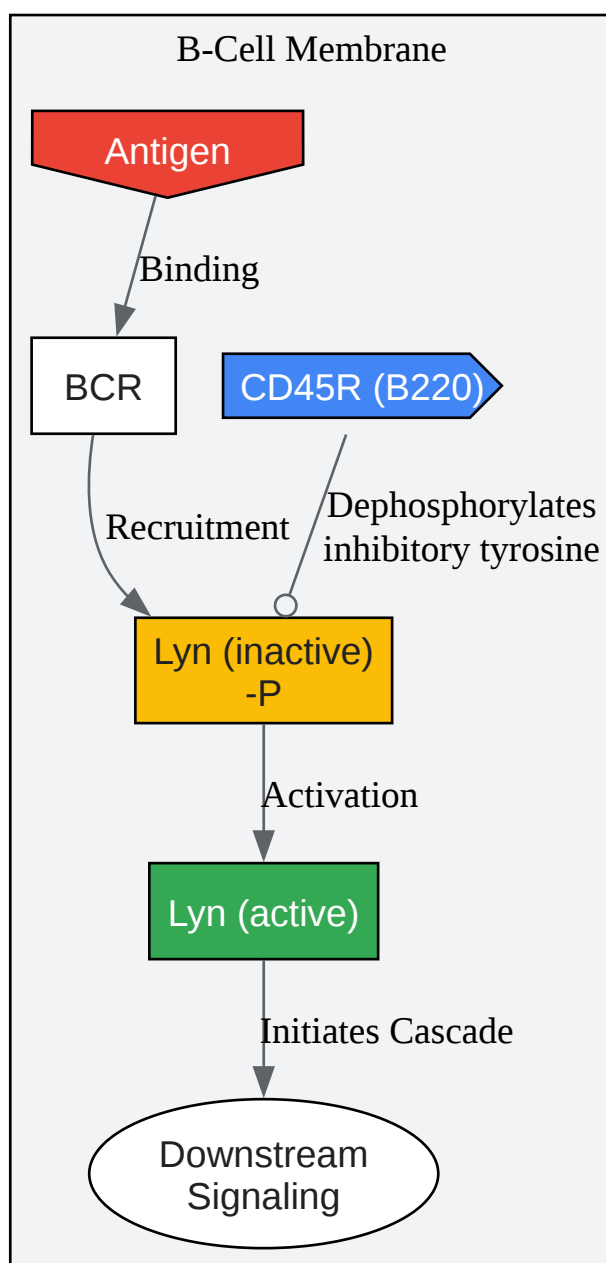 B-Cell Membrane
Antigen
Binding
BCR
CD45R (B220)
Recruitment
Dephosphorylates
inhibitory tyrosine
Lyn (inactive)
-P
Activation
Lyn (active)
Initiates Cascade
Downstream
Signaling